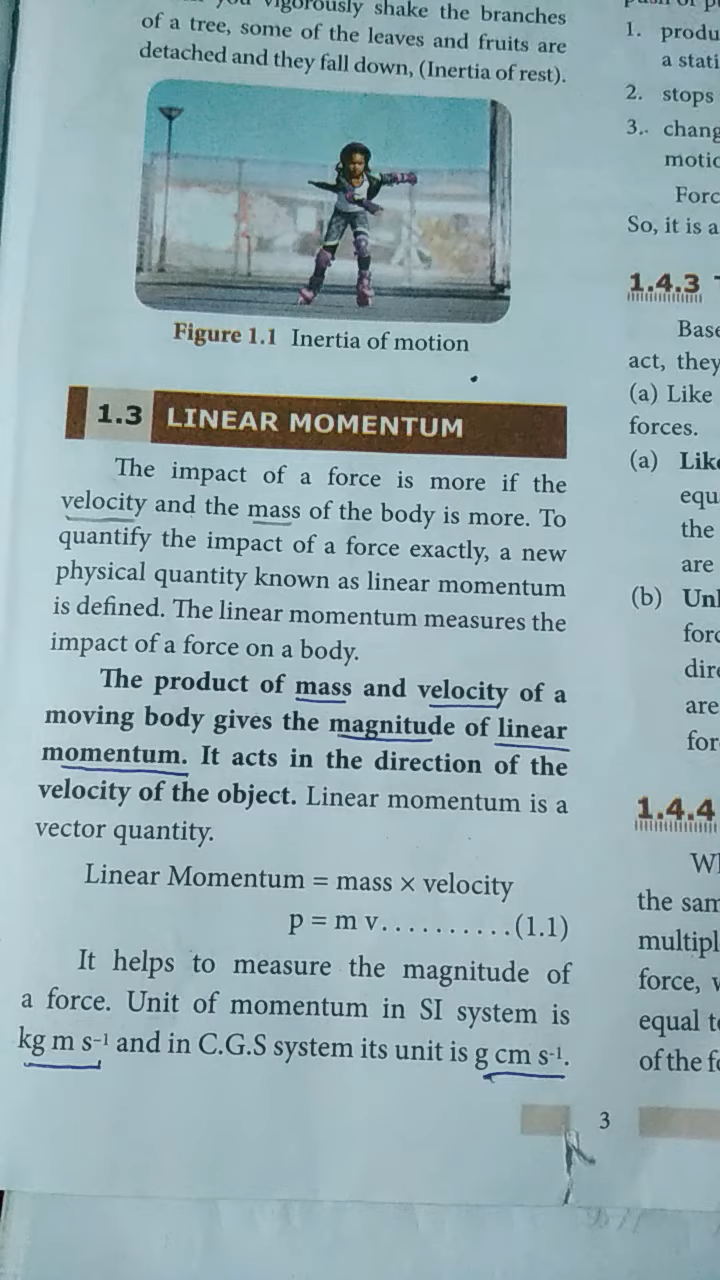 vigorously shake the branches
of a tree, some of the leaves and fruits are
detached and they fall down, (Inertia of rest).
Figure 1.1 Inertia of motion
1.3 LINEAR MOMENTUM
The impact of a force is more if the
velocity and the mass of the body is more. To
quantify the impact of a force exactly, a new
physical quantity known as linear momentum
is defined. The linear momentum measures the
impact of a force on a body.
The product of mass and velocity of a
moving body gives the magnitude of linear
momentum. It acts in the direction of the
velocity of the object. Linear momentum is a
vector quantity.
Linear Momentum = mass × velocity
p = m v..........(1.1)
It helps to measure the magnitude of
a force. Unit of momentum in SI system is
kg m s⁻¹ and in C.G.S system its unit is g cm s⁻¹.
3
1. produ
a stati
2. stops
3.. chang
motic
Forc
So, it is a
1.4.3
Base
act, they
(a) Like
forces.
(a) Like
equ
the
are
(b) Unl
forc
dire
are
for
1.4.4
Wh
the sam
multipl
force, v
equal to
of the fo